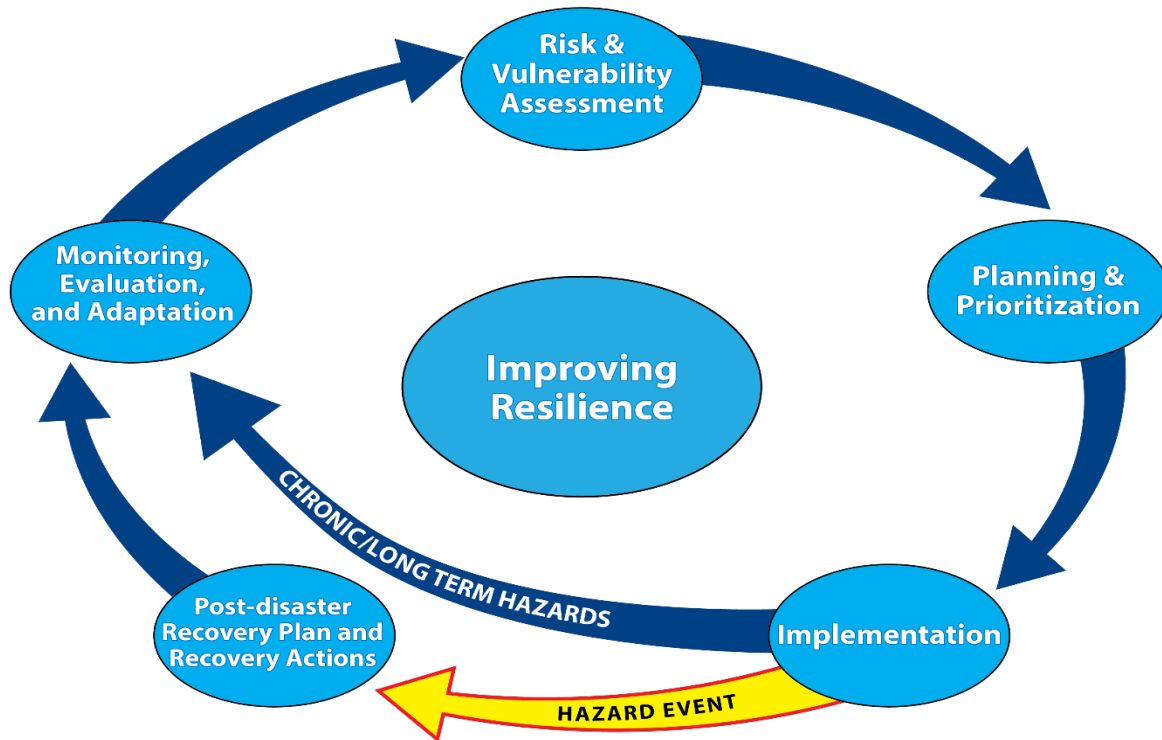 Risk &
Vulnerability
Assessment
Monitoring,
Evaluation,
and Adaptation
Planning &
Prioritization
Improving
Resilience
CHRONIC/LONG TERM HAZARDS
Post-disaster
Recovery Plan and
Recovery Actions
Implementation
HAZARD EVENT